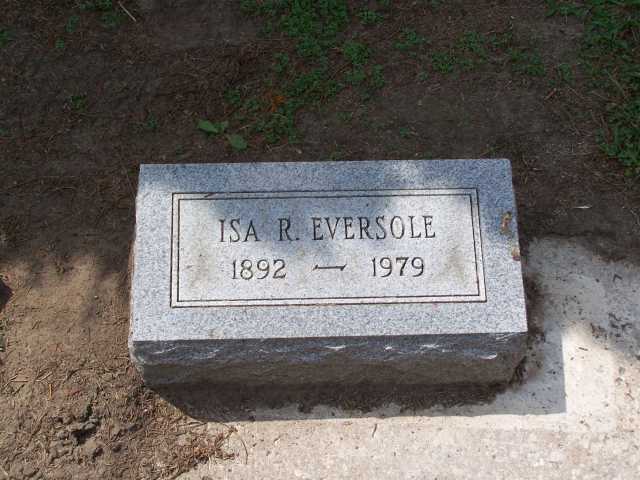 ISA R. EVERSOLE
1892 — 1979